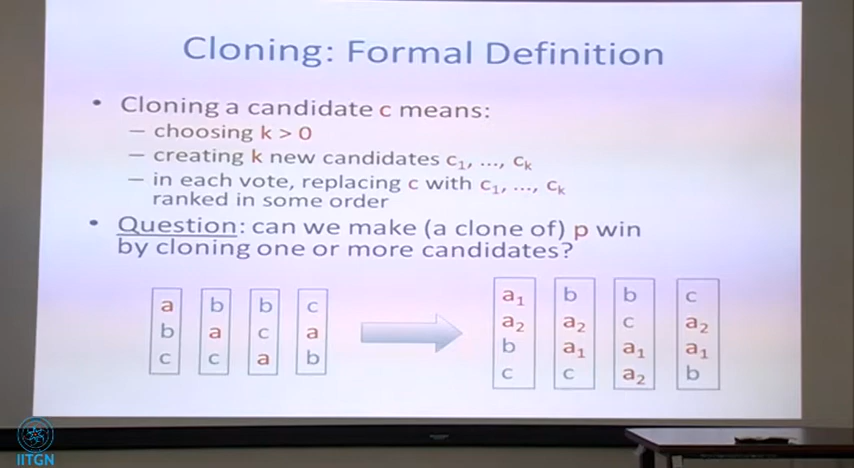 Cloning: Formal Definition
• Cloning a candidate c means:
– choosing k > 0
– creating k new candidates c₁, ..., cₖ
– in each vote, replacing c with c₁, ..., cₖ
ranked in some order
• Question: can we make (a clone of) p win
by cloning one or more candidates?
a b b c
b a c a
c c a b
a₁ b b c
a₂ a₂ c a₂
b a₁ a₁ a₁
c c a₂ b
IITGN